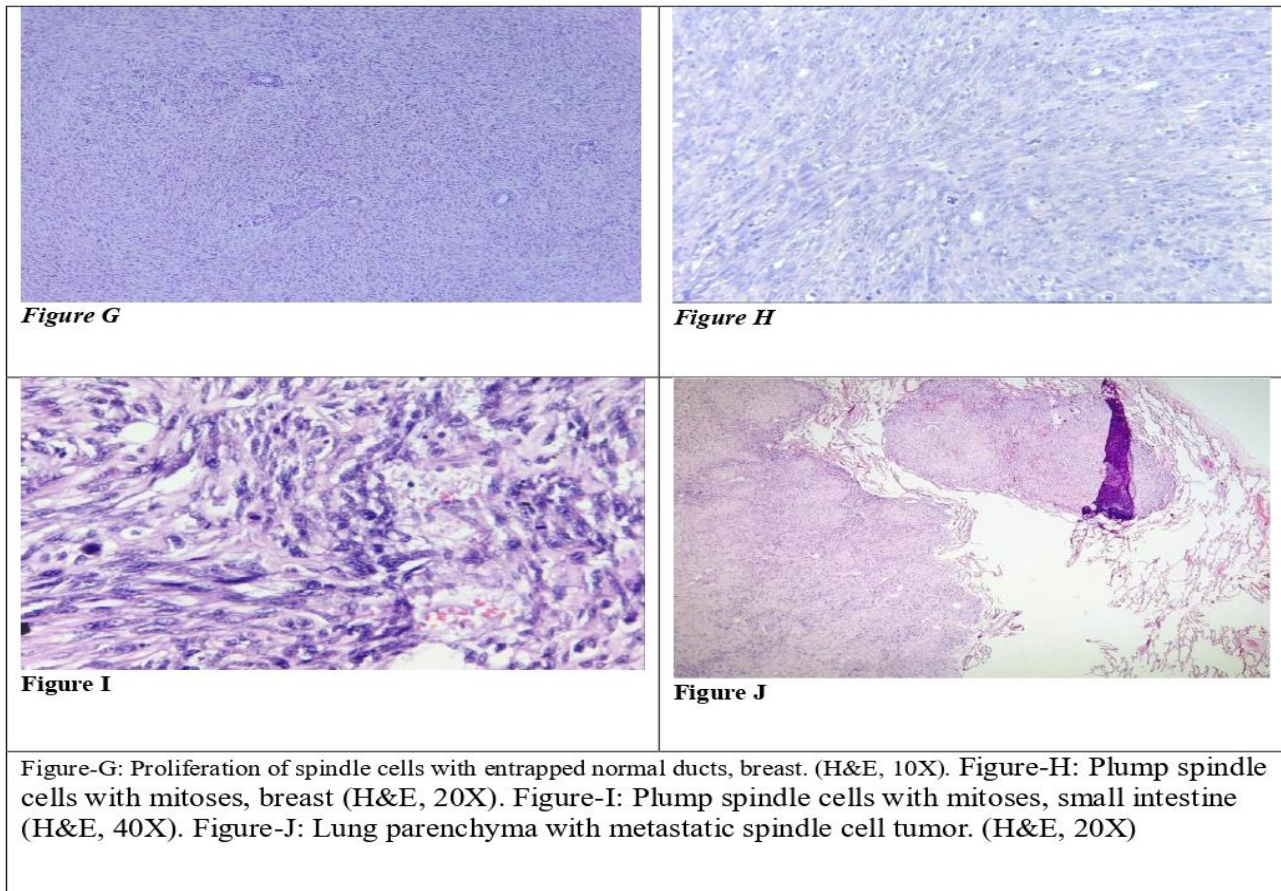 Figure G
Figure H
Figure I
Figure J
Figure-G: Proliferation of spindle cells with entrapped normal ducts, breast. (H&E, 10X). Figure-H: Plump spindle
cells with mitoses, breast (H&E, 20X). Figure-I: Plump spindle cells with mitoses, small intestine
(H&E, 40X). Figure-J: Lung parenchyma with metastatic spindle cell tumor. (H&E, 20X)